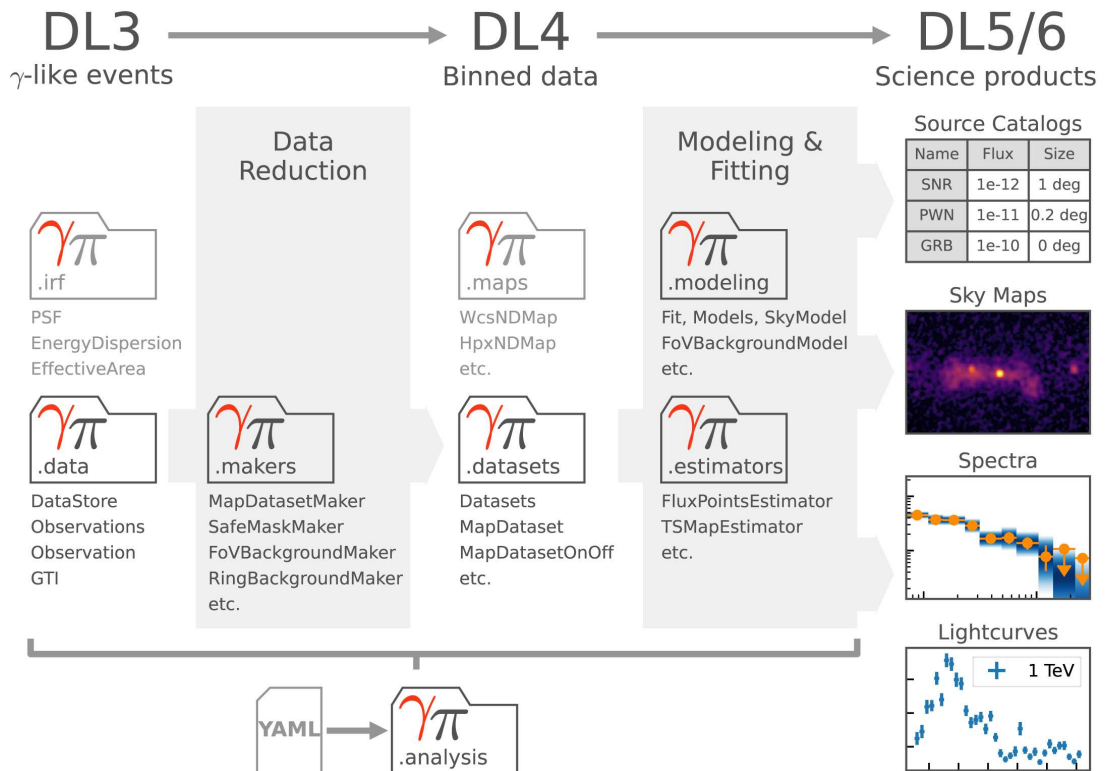 DL3
DL4
DL5/6
γ-like events
Binned data
Science products
Data
Reduction
Modeling &
Fitting
Source Catalogs
Name Flux Size
SNR 1e-12 1 deg
PWN 1e-11 0.2 deg
GRB 1e-10 0 deg
γπ
.irf
PSF
EnergyDispersion
EffectiveArea
γπ
.maps
WcsNDMap
HpxNDMap
etc.
γπ
.modeling
Fit, Models, SkyModel
FoVBackgroundModel
etc.
Sky Maps
γπ
.data
DataStore
Observations
Observation
GTI
γπ
.makers
MapDatasetMaker
SafeMaskMaker
FoVBackgroundMaker
RingBackgroundMaker
etc.
γπ
.datasets
Datasets
MapDataset
MapDatasetOnOff
etc.
γπ
.estimators
FluxPointsEstimator
TSMapEstimator
etc.
Spectra
Lightcurves
1 TeV
YAML
γπ
.analysis